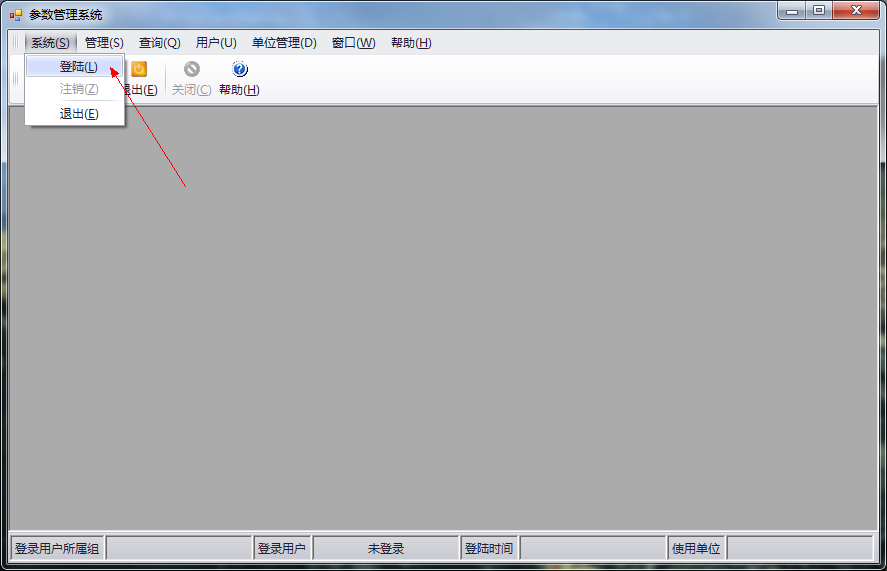 参数管理系统
系统(S) 管理(S) 查询(Q) 用户(U) 单位管理(D) 窗口(W) 帮助(H)
登陆(L)
注销(Z)
退出(E)
出(E) 关闭(C) 帮助(H)
登录用户所属组 登录用户 未登录 登陆时间 使用单位